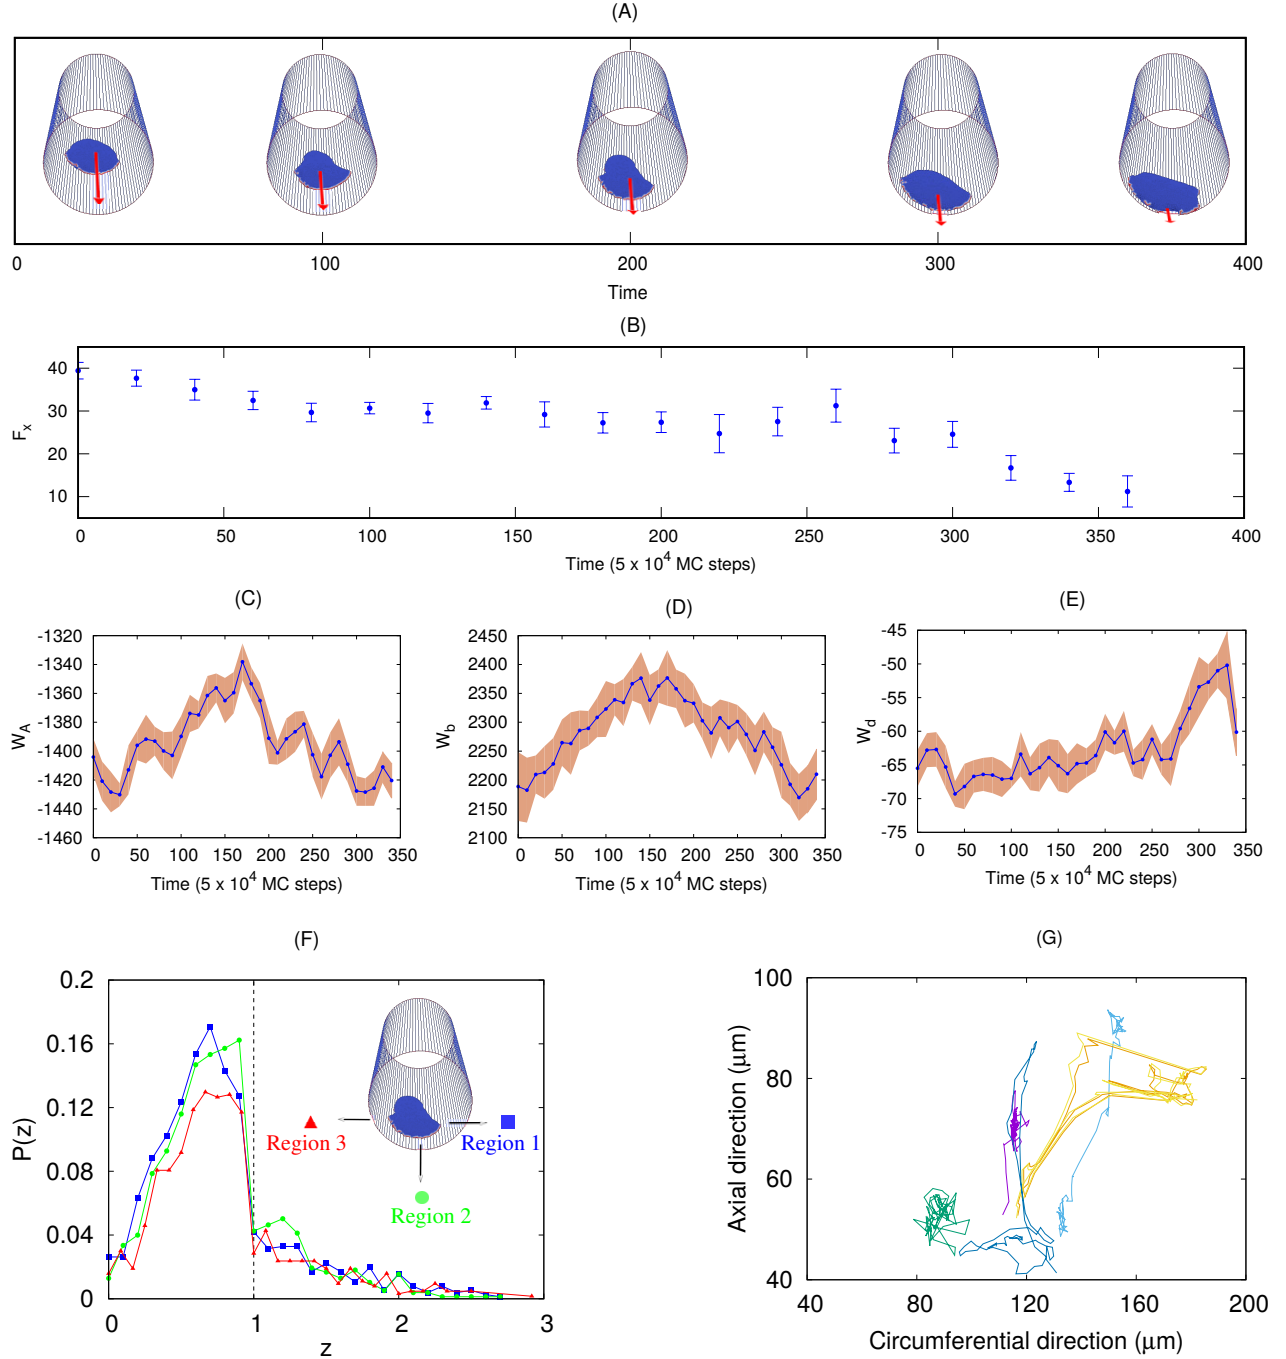 (A)
0 100 200 300 400
Time
(B)
40
30
20
10
F_x
0 50 100 150 200 250 300 350 400
Time (5 x 10^4 MC steps)
(C)
-1320
-1340
-1360
-1380
-1400
-1420
-1440
-1460
W_A
0 50 100 150 200 250 300 350
Time (5 x 10^4 MC steps)
(D)
2450
2400
2350
2300
2250
2200
2150
2100
W_b
0 50 100 150 200 250 300 350
Time (5 x 10^4 MC steps)
(E)
-45
-50
-55
-60
-65
-70
-75
W_d
0 50 100 150 200 250 300 350
Time (5 x 10^4 MC steps)
(F)
0.2
0.16
0.12
0.08
0.04
0
P(z)
Region 3
Region 1
Region 2
0 1 2 3
z
(G)
100
80
60
40
Axial direction (μm)
40 80 120 160 200
Circumferential direction (μm)